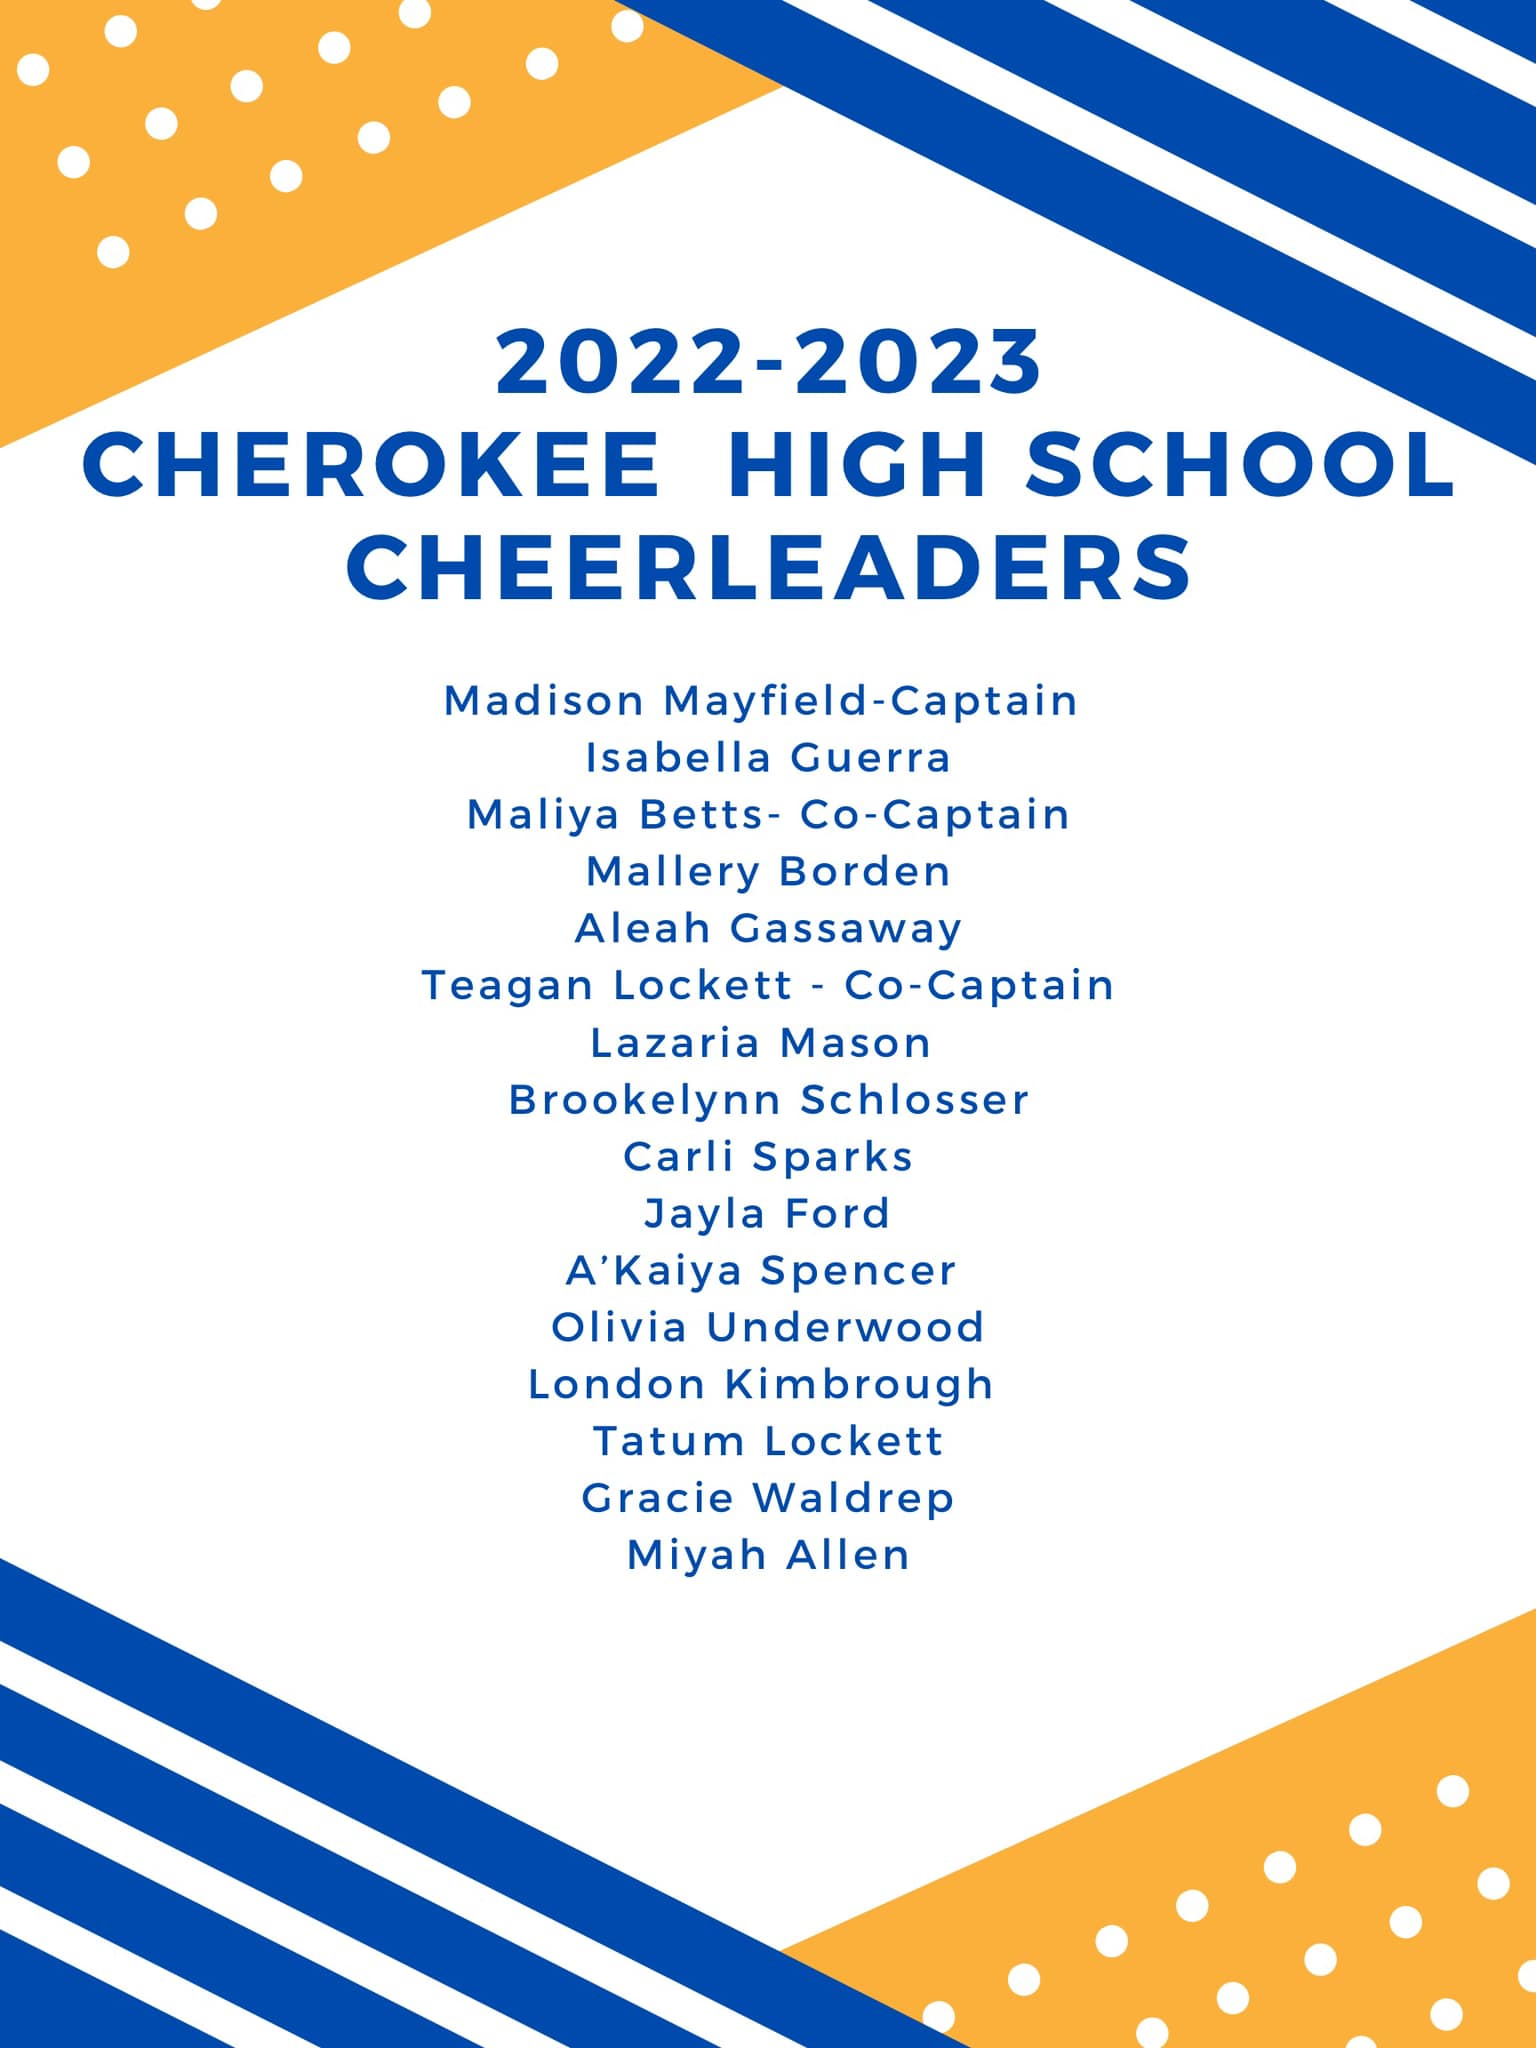 2022-2023
CHEROKEE HIGH SCHOOL
CHEERLEADERS
Madison Mayfield-Captain
Isabella Guerra
Maliya Betts- Co-Captain
Mallery Borden
Aleah Gassaway
Teagan Lockett - Co-Captain
Lazaria Mason
Brookelynn Schlosser
Carli Sparks
Jayla Ford
A’Kaiya Spencer
Olivia Underwood
London Kimbrough
Tatum Lockett
Gracie Waldrep
Miyah Allen